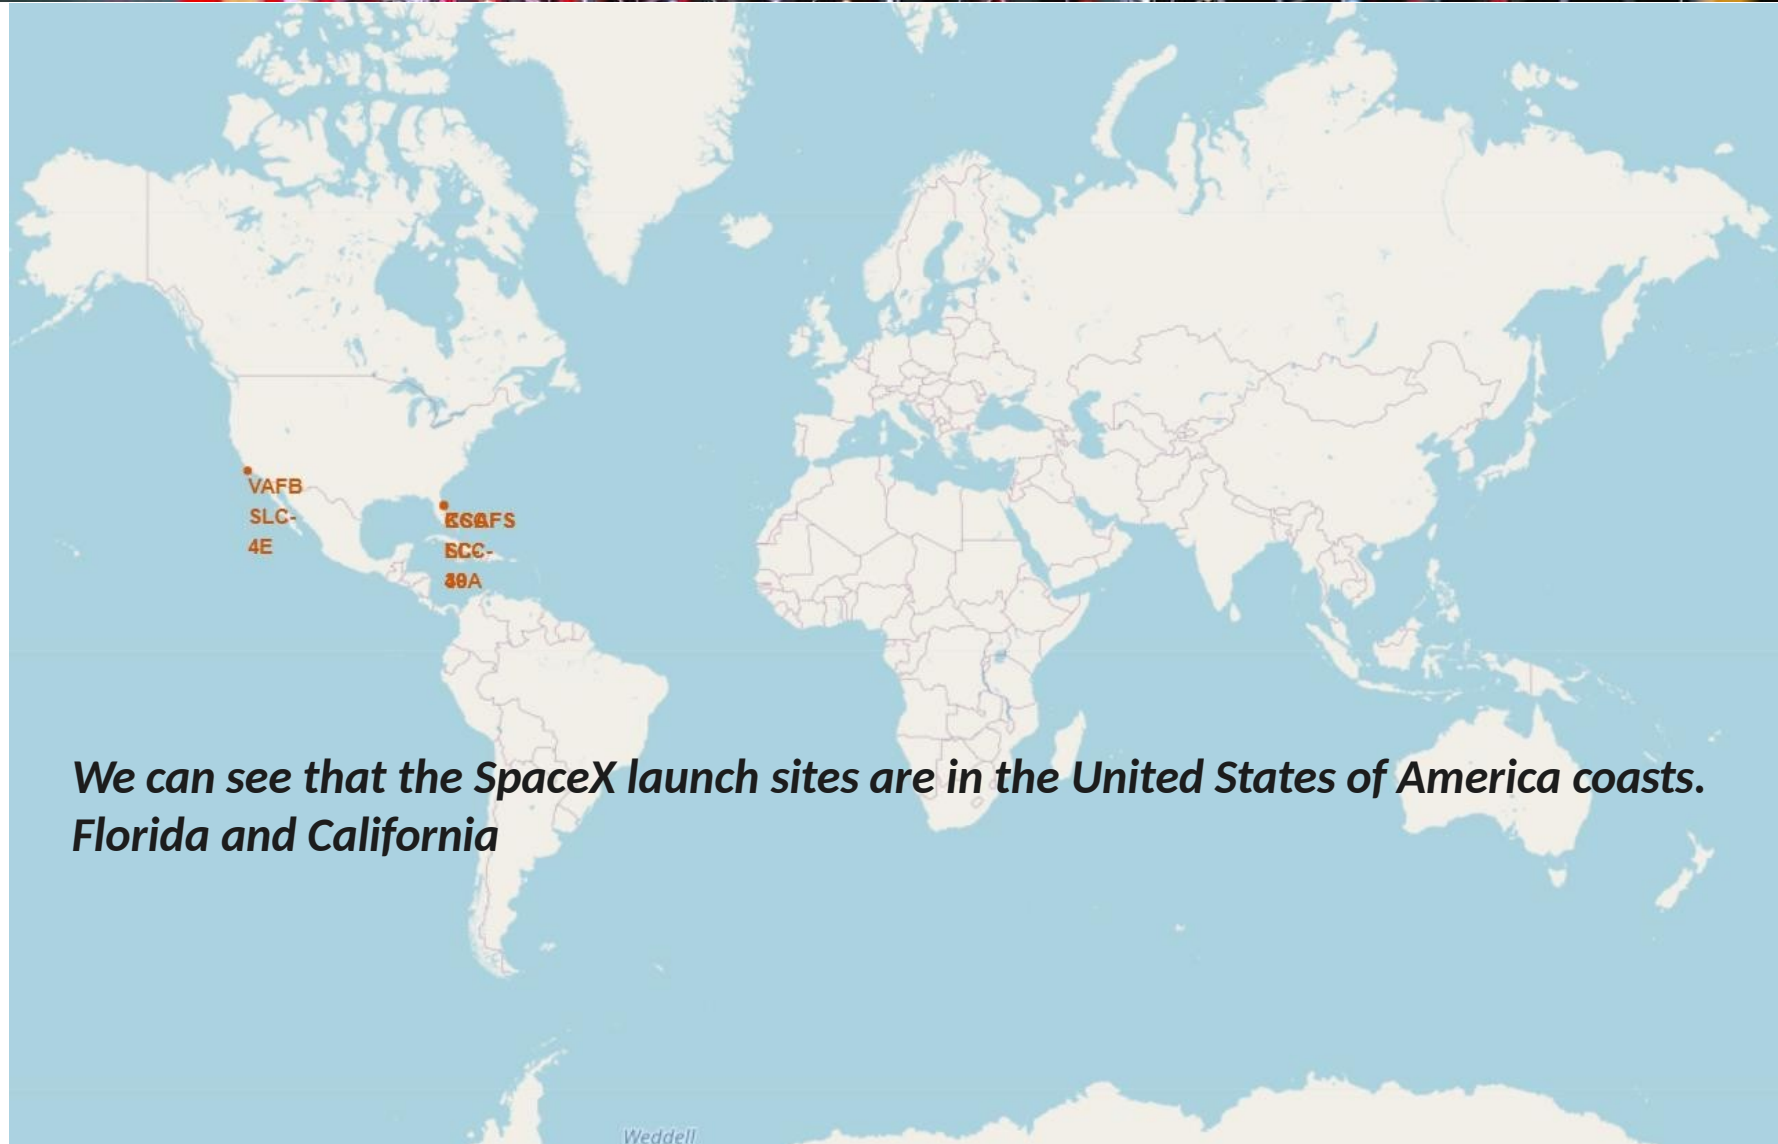 VAFB
SLC-
4E
We can see that the SpaceX launch sites are in the United States of America coasts.
Florida and California
Weddell